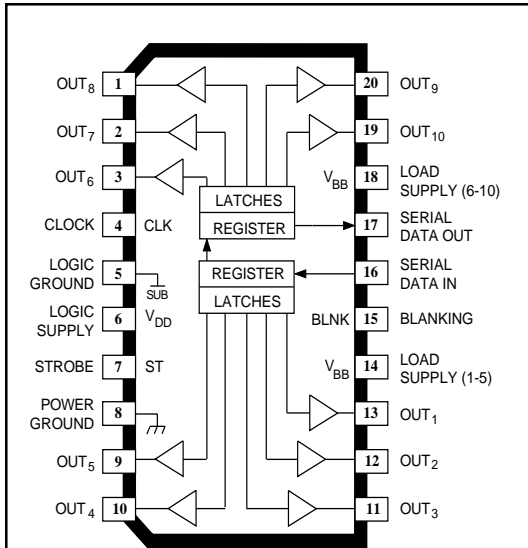 OUT8 1 20 OUT9
OUT7 2 19 OUT10
OUT6 3 VBB 18 LOAD SUPPLY (6-10)
LATCHES
CLOCK 4 CLK REGISTER 17 SERIAL DATA OUT
LOGIC GROUND 5 SUB REGISTER 16 SERIAL DATA IN
LATCHES
LOGIC SUPPLY 6 VDD BLNK 15 BLANKING
STROBE 7 ST VBB 14 LOAD SUPPLY (1-5)
POWER GROUND 8 13 OUT1
OUT5 9 12 OUT2
OUT4 10 11 OUT3